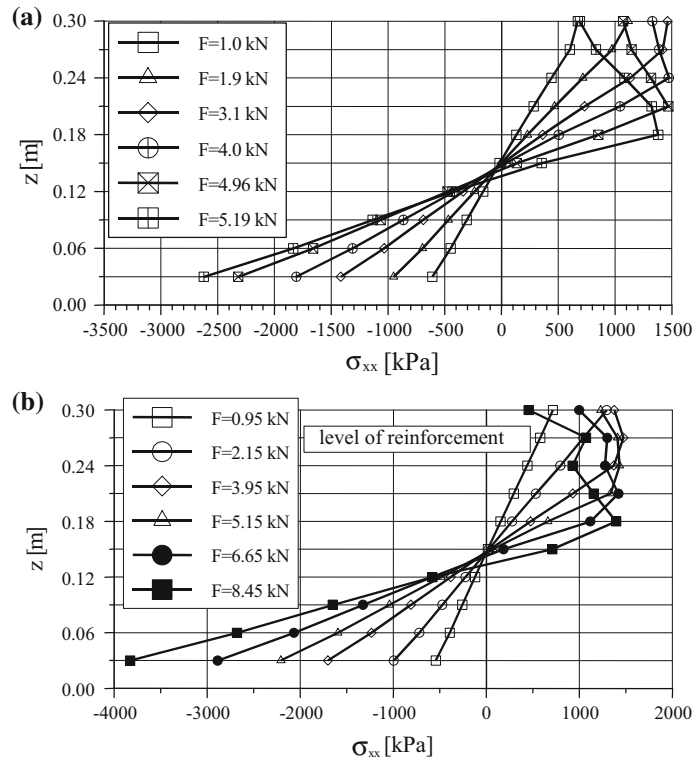 (a)
0.30
0.24
0.18
0.12
0.06
0.00
z [m]
F=1.0 kN
F=1.9 kN
F=3.1 kN
F=4.0 kN
F=4.96 kN
F=5.19 kN
-3500 -3000 -2500 -2000 -1500 -1000 -500 0 500 1000 1500
σxx [kPa]
(b)
0.30
0.24
0.18
0.12
0.06
0.00
z [m]
F=0.95 kN
F=2.15 kN
F=3.95 kN
F=5.15 kN
F=6.65 kN
F=8.45 kN
level of reinforcement
-4000 -3000 -2000 -1000 0 1000 2000
σxx [kPa]